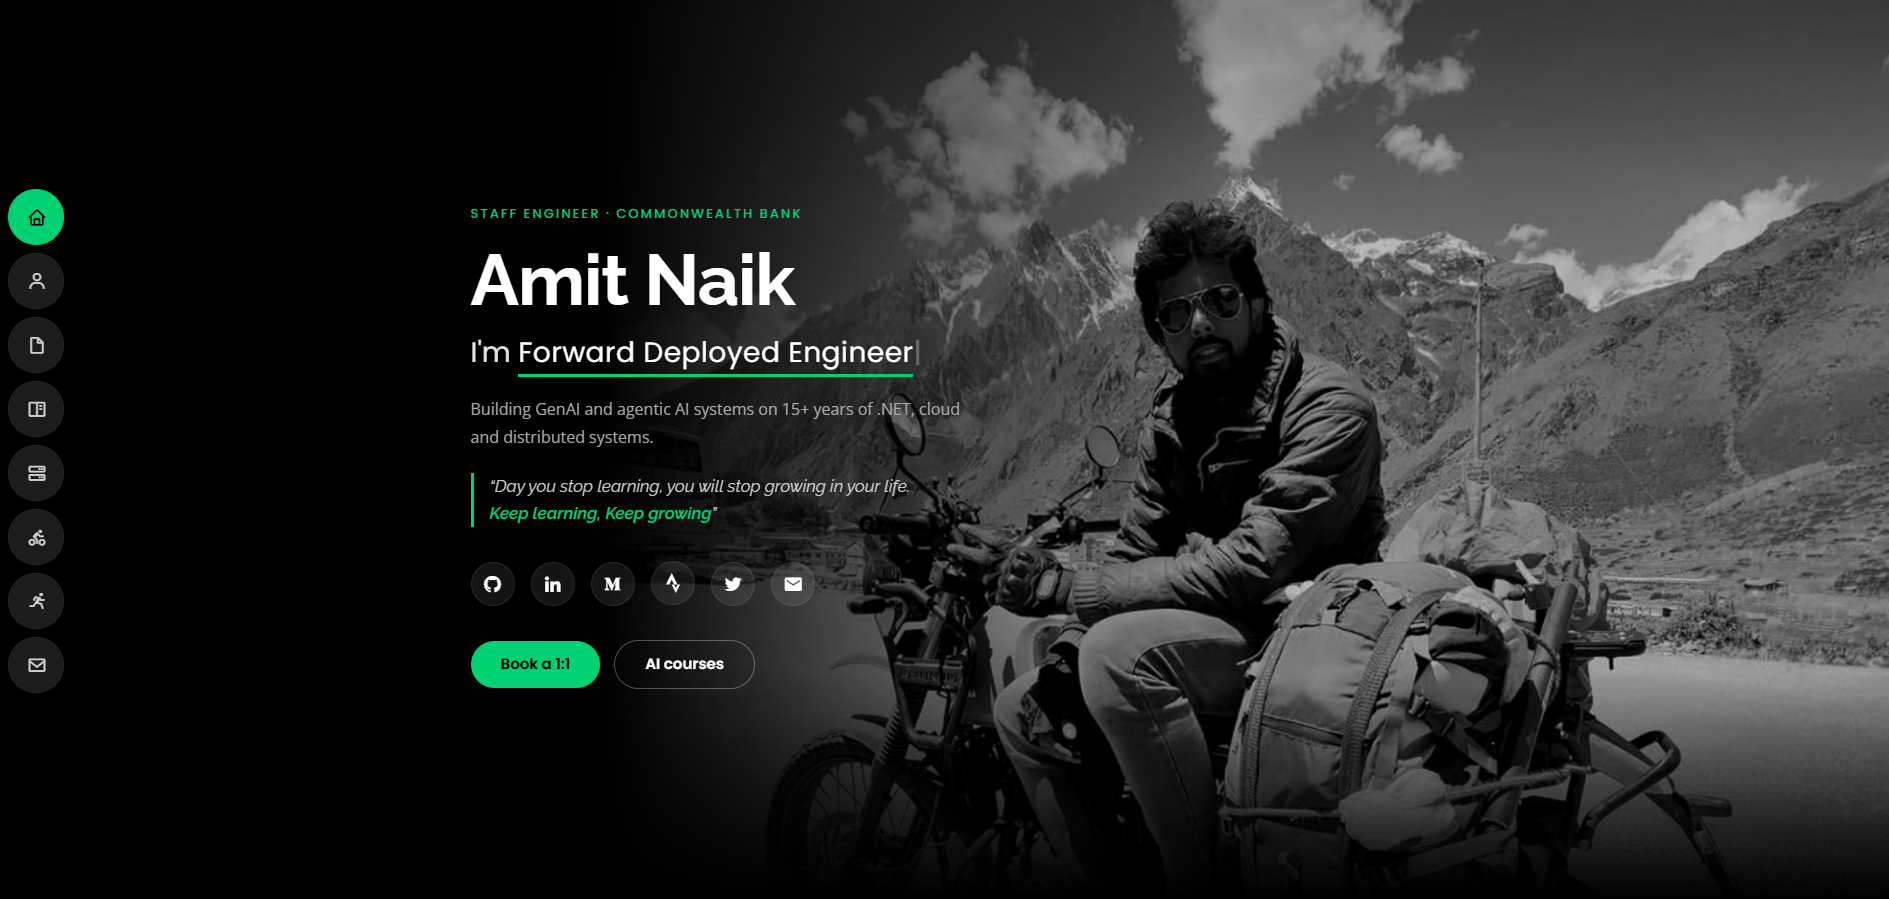 STAFF ENGINEER · COMMONWEALTH BANK
Amit Naik
I'm Forward Deployed Engineer
Building GenAI and agentic AI systems on 15+ years of .NET, cloud
and distributed systems.
“Day you stop learning, you will stop growing in your life.
Keep learning, Keep growing”
Book a 1:1
AI courses